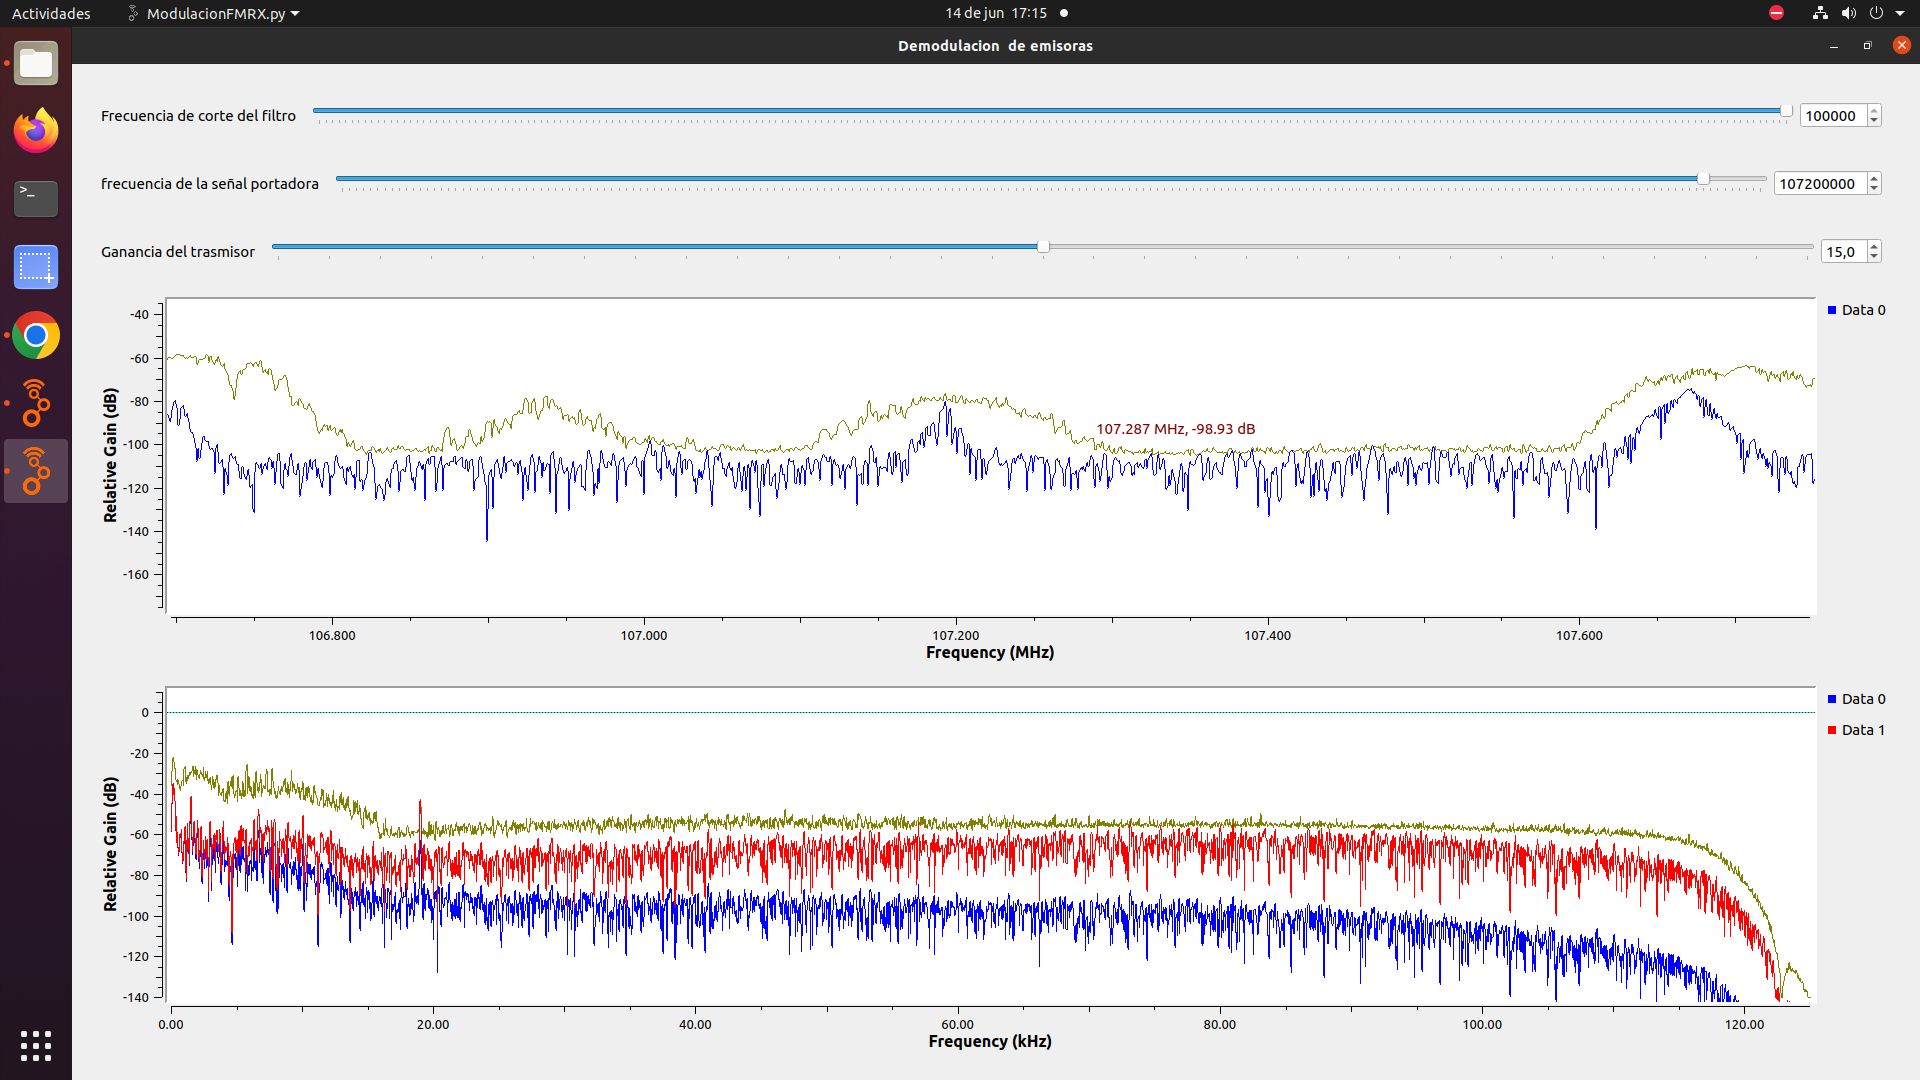 Actividades ModulacionFMRX.py 14 de jun 17:15
Demodulacion de emisoras
Frecuencia de corte del filtro 100000
frecuencia de la señal portadora 107200000
Ganancia del trasmisor 15,0
Data 0
-40
-60
-80
-100
-120
-140
-160
Relative Gain (dB)
107.287 MHz, -98.93 dB
106.800 107.000 107.200 107.400 107.600
Frequency (MHz)
Data 0
Data 1
0
-20
-40
-60
-80
-100
-120
-140
Relative Gain (dB)
0.00 20.00 40.00 60.00 80.00 100.00 120.00
Frequency (kHz)